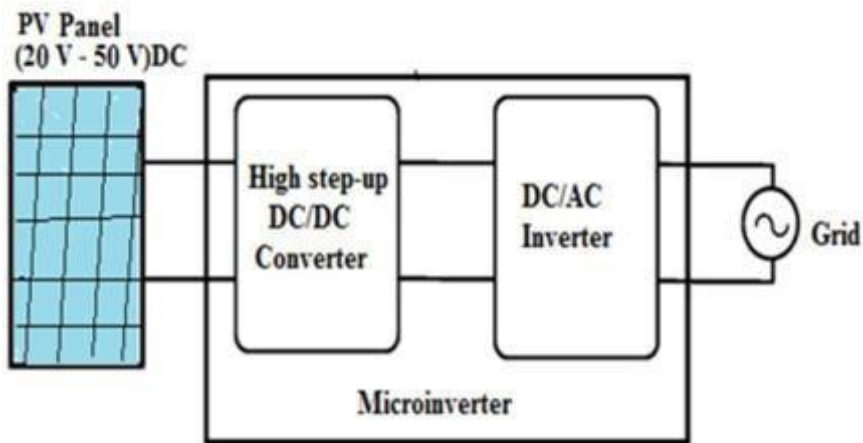 PV Panel
(20 V - 50 V)DC
High step-up
DC/DC
Converter
DC/AC
Inverter
Grid
Microinverter